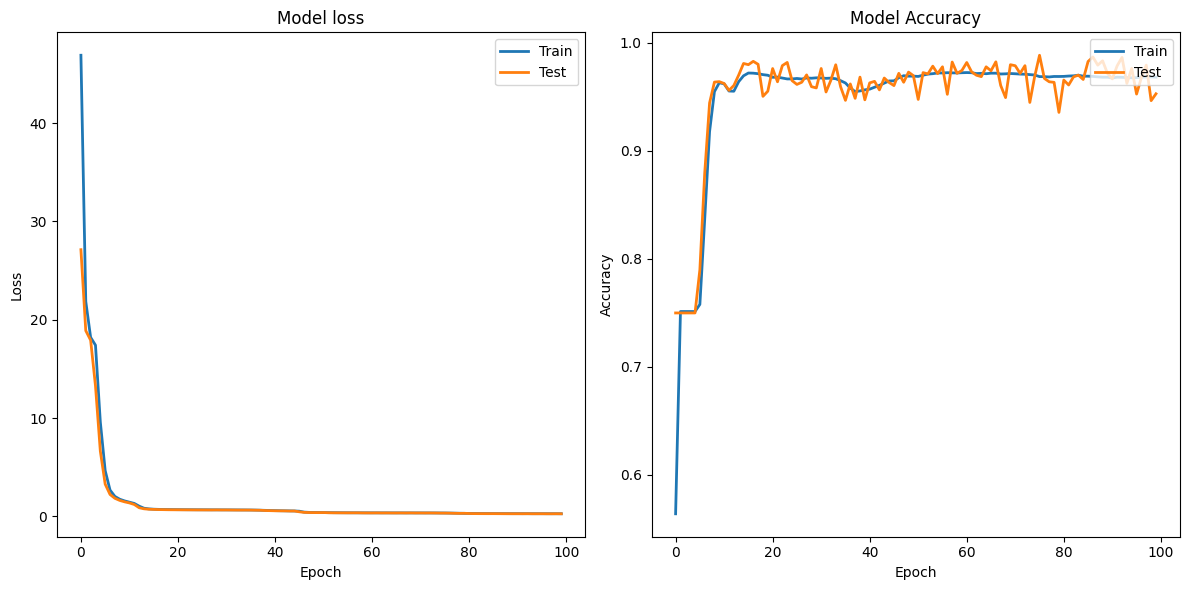 Model loss
Train
Test
40
30
20
10
0
Loss
0 20 40 60 80 100
Epoch
Model Accuracy
Train
Test
1.0
0.9
0.8
0.7
0.6
Accuracy
0 20 40 60 80 100
Epoch